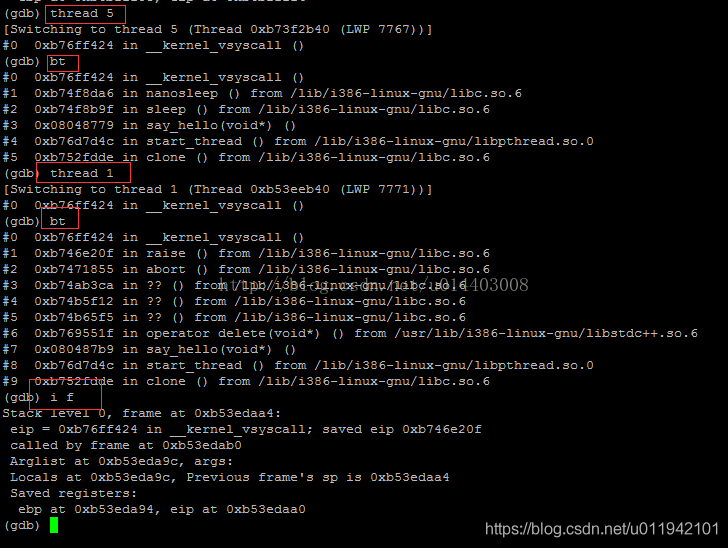 (gdb) thread 5
[Switching to thread 5 (Thread 0xb73f2b40 (LWP 7767))]
#0  0xb76ff424 in __kernel_vsyscall ()
(gdb) bt
#0  0xb76ff424 in __kernel_vsyscall ()
#1  0xb74f8da6 in nanosleep () from /lib/i386-linux-gnu/libc.so.6
#2  0xb74f8b9f in sleep () from /lib/i386-linux-gnu/libc.so.6
#3  0x08048779 in say_hello(void*) ()
#4  0xb76d7d4c in start_thread () from /lib/i386-linux-gnu/libpthread.so.0
#5  0xb752fdde in clone () from /lib/i386-linux-gnu/libc.so.6
(gdb) thread 1
[Switching to thread 1 (Thread 0xb53eeb40 (LWP 7771))]
#0  0xb76ff424 in __kernel_vsyscall ()
(gdb) bt
#0  0xb76ff424 in __kernel_vsyscall ()
#1  0xb746e20f in raise () from /lib/i386-linux-gnu/libc.so.6
#2  0xb7471855 in abort () from /lib/i386-linux-gnu/libc.so.6
#3  0xb74ab3ca in ?? () from /lib/i386-linux-gnu/libc.so.6
http://blog.csdn.net/u014403008
#4  0xb74b5f12 in ?? () from /lib/i386-linux-gnu/libc.so.6
#5  0xb74b65f5 in ?? () from /lib/i386-linux-gnu/libc.so.6
#6  0xb769551f in operator delete(void*) () from /usr/lib/i386-linux-gnu/libstdc++.so.6
#7  0x080487b9 in say_hello(void*) ()
#8  0xb76d7d4c in start_thread () from /lib/i386-linux-gnu/libpthread.so.0
#9  0xb752fdde in clone () from /lib/i386-linux-gnu/libc.so.6
(gdb) i f
Stack level 0, frame at 0xb53edaa4:
 eip = 0xb76ff424 in __kernel_vsyscall; saved eip 0xb746e20f
 called by frame at 0xb53edab0
 Arglist at 0xb53eda9c, args:
 Locals at 0xb53eda9c, Previous frame's sp is 0xb53edaa4
 Saved registers:
  ebp at 0xb53eda94, eip at 0xb53edaa0
(gdb)
https://blog.csdn.net/u011942101